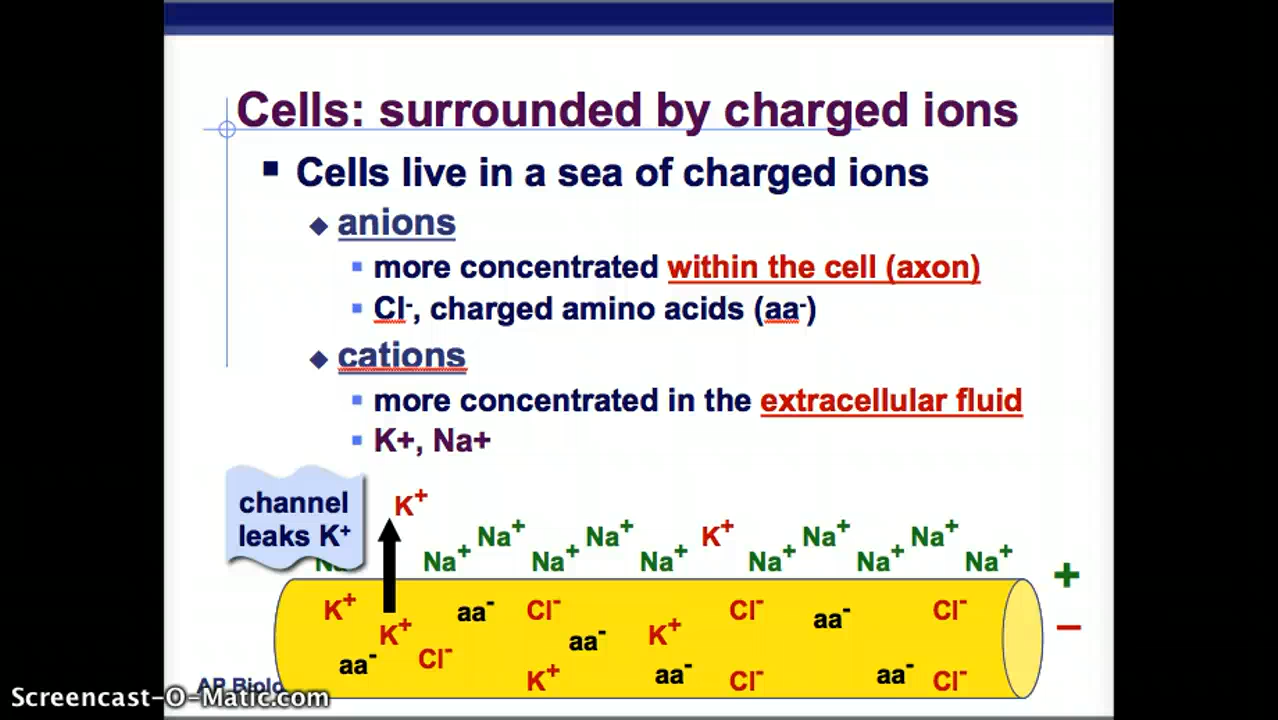 Cells: surrounded by charged ions
Cells live in a sea of charged ions
anions
more concentrated within the cell (axon)
Cl-, charged amino acids (aa-)
cations
more concentrated in the extracellular fluid
K+, Na+
channel
leaks K+
K+
Na+ Na+ K+ Na+ Na+
Na+ Na+ Na+ Na+ Na+ Na+
+
K+ aa- Cl- Cl- aa- Cl-
K+ aa- K+
−
aa- Cl- K+ aa- Cl- aa- Cl-
AP Biolo
Screencast-O-Matic.com